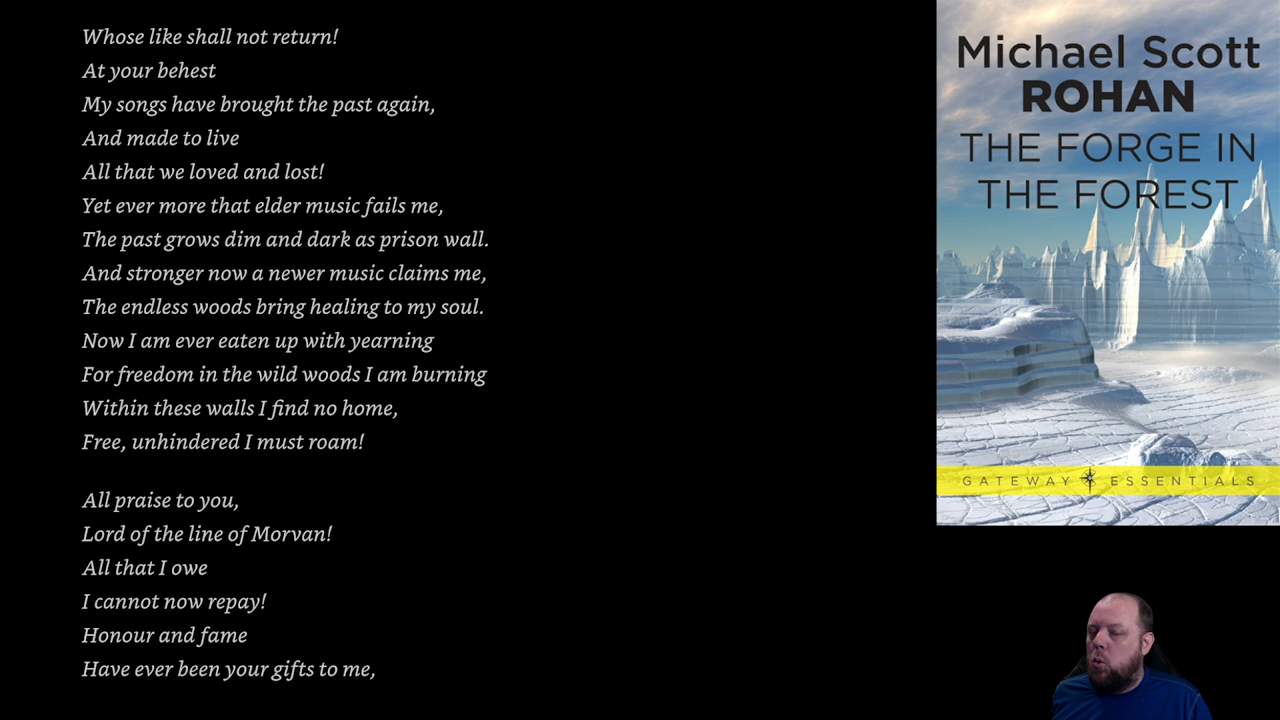 Whose like shall not return!
At your behest
My songs have brought the past again,
And made to live
All that we loved and lost!
Yet ever more that elder music fails me,
The past grows dim and dark as prison wall.
And stronger now a newer music claims me,
The endless woods bring healing to my soul.
Now I am ever eaten up with yearning
For freedom in the wild woods I am burning
Within these walls I find no home,
Free, unhindered I must roam!
All praise to you,
Lord of the line of Morvan!
All that I owe
I cannot now repay!
Honour and fame
Have ever been your gifts to me,
Michael Scott
ROHAN
THE FORGE IN
THE FOREST
GATEWAY ESSENTIALS